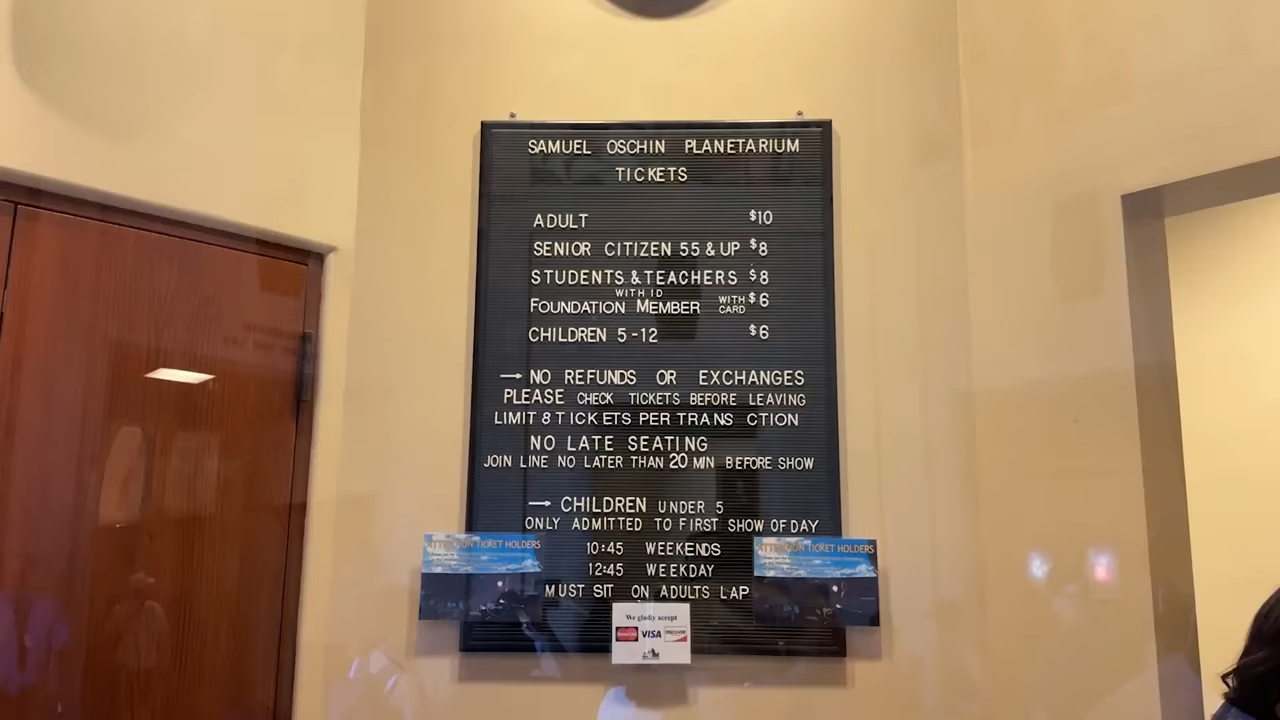 SAMUEL OSCHIN PLANETARIUM
TICKETS
ADULT $10
SENIOR CITIZEN 55 & UP $8
STUDENTS & TEACHERS $8
WITH ID
FOUNDATION MEMBER WITH CARD $6
CHILDREN 5-12 $6
→ NO REFUNDS OR EXCHANGES
PLEASE CHECK TICKETS BEFORE LEAVING
LIMIT 8 TICKETS PER TRANS CTION
NO LATE SEATING
JOIN LINE NO LATER THAN 20 MIN BEFORE SHOW
→ CHILDREN UNDER 5
ONLY ADMITTED TO FIRST SHOW OF DAY
10:45 WEEKENDS
12:45 WEEKDAY
MUST SIT ON ADULTS LAP
ATTENTION TICKET HOLDERS
ATTENTION TICKET HOLDERS
We gladly accept
MasterCard VISA DISCOVER